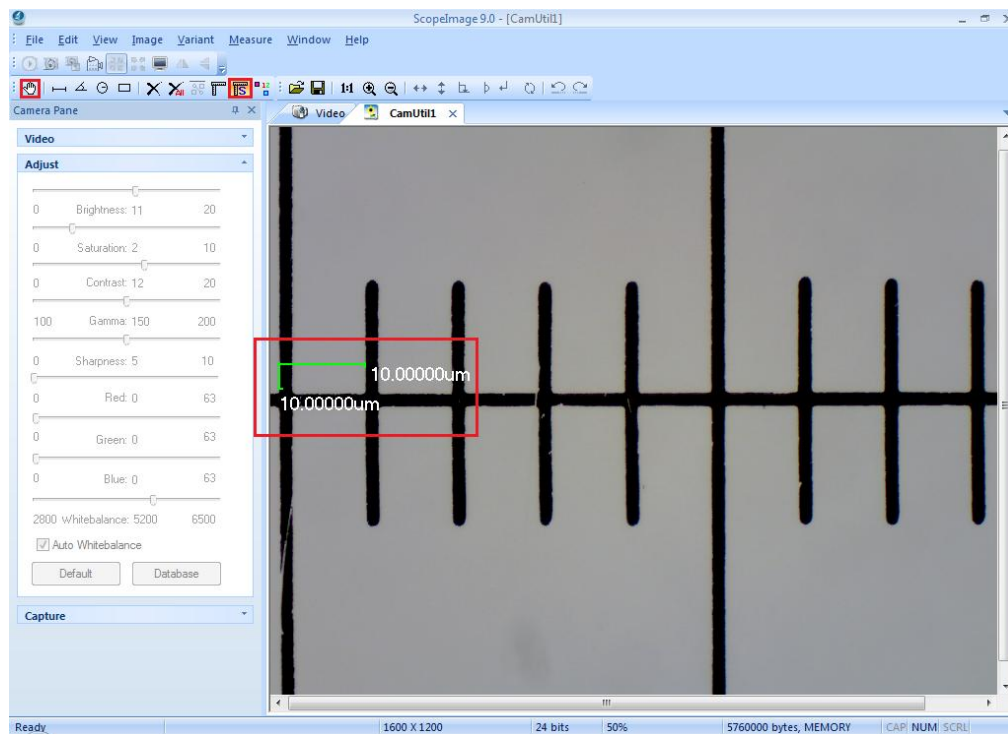 ScopeImage 9.0 - [CamUtil1]
File Edit View Image Variant Measure Window Help
1:1
Camera Pane
Video CamUtil1
Video
Adjust
0 Brightness: 11 20
0 Saturation: 2 10
0 Contrast: 12 20
100 Gamma: 150 200
0 Sharpness: 5 10
0 Red: 0 63
0 Green: 0 63
0 Blue: 0 63
2800 Whitebalance: 5200 6500
Auto Whitebalance
Default Database
Capture
10.00000um
10.00000um
Ready 1600 X 1200 24 bits 50% 5760000 bytes, MEMORY CAP NUM SCRL